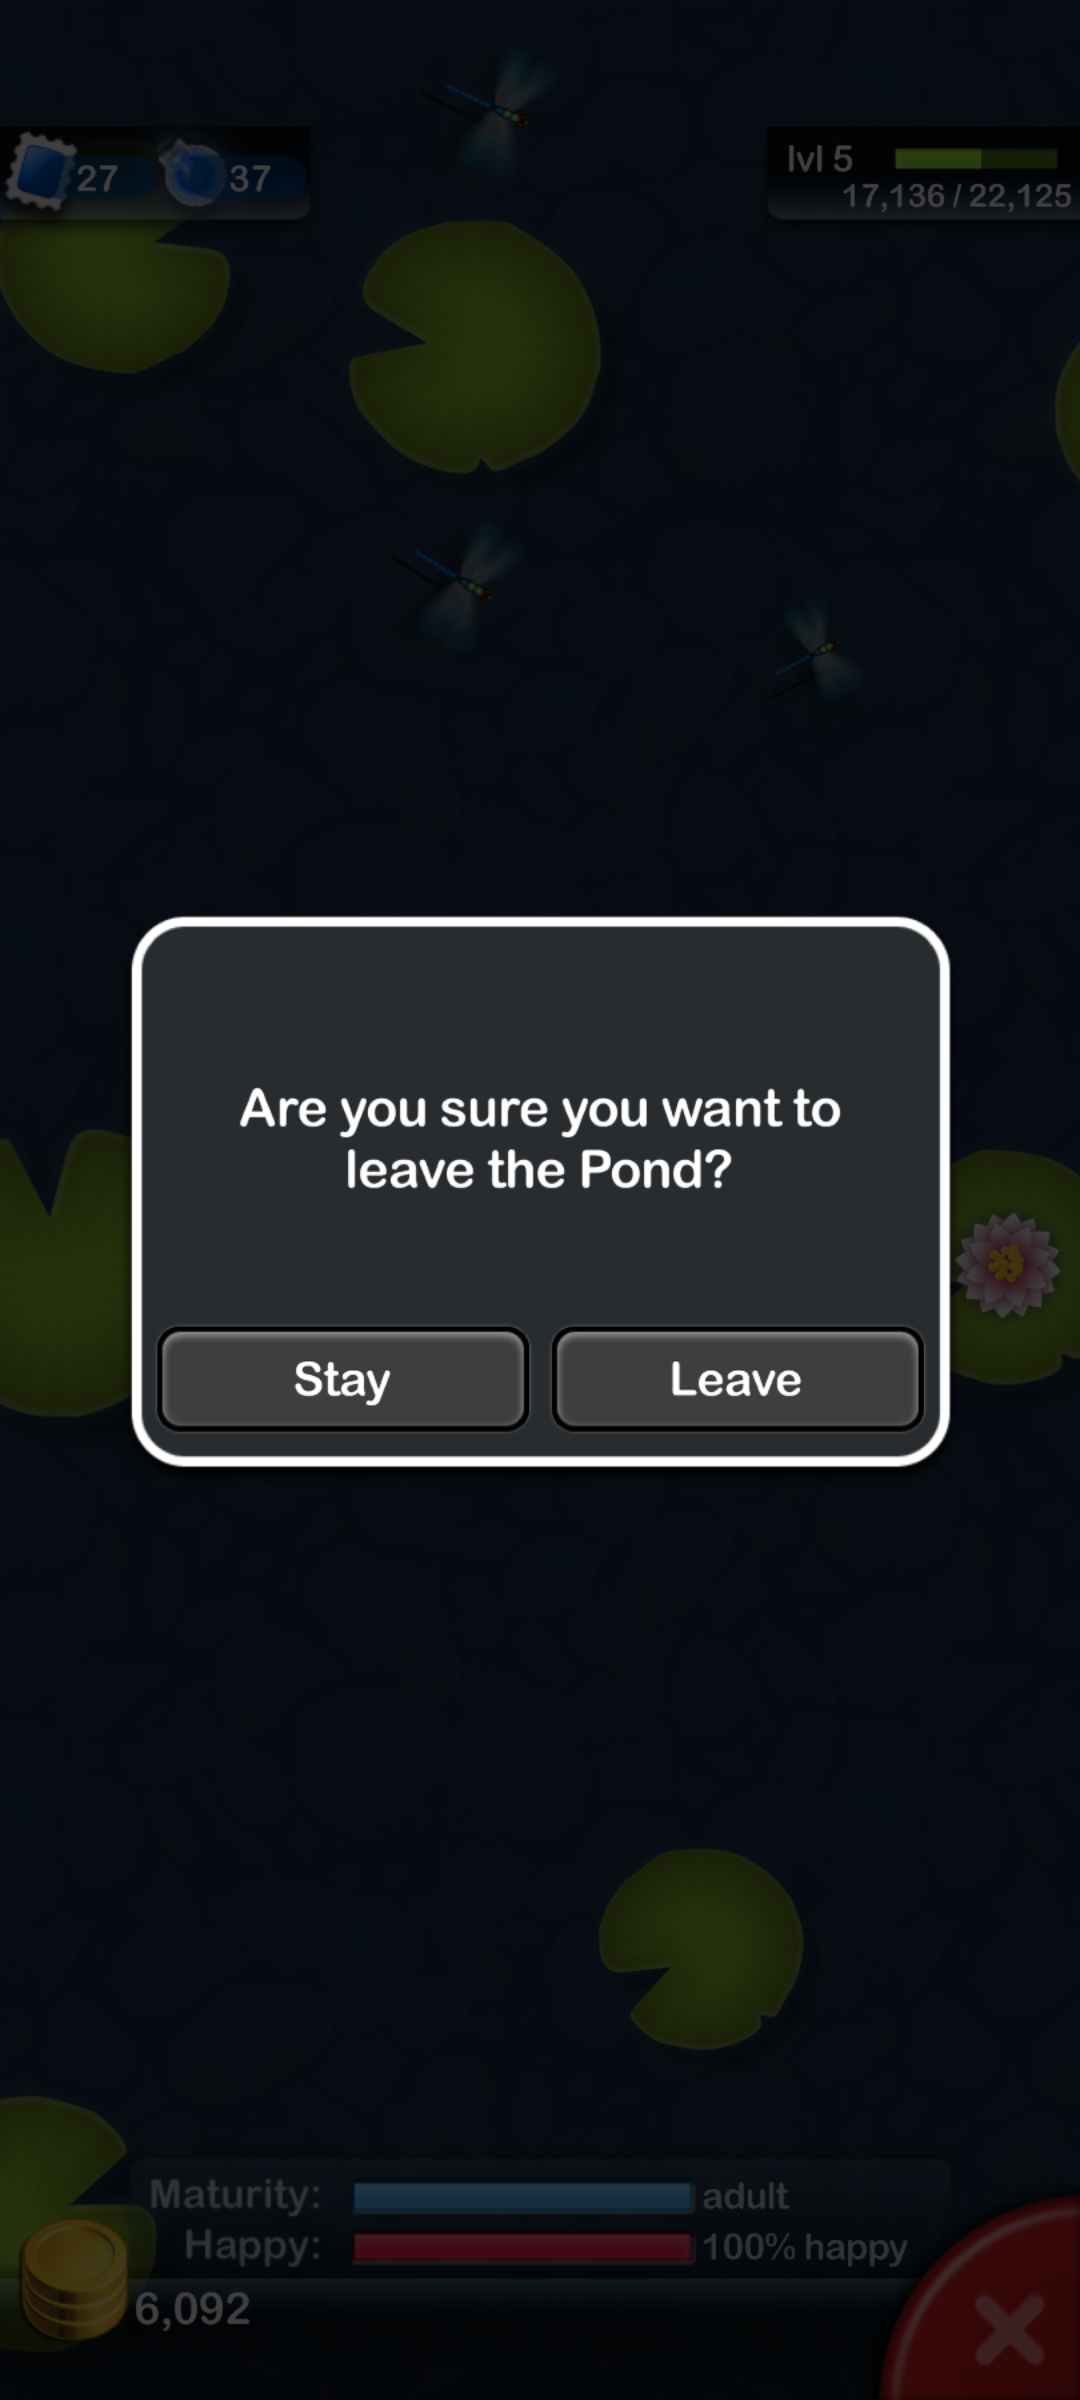 27 37
lvl 5
17,136 / 22,125
Are you sure you want to
leave the Pond?
Stay Leave
Maturity: adult
Happy: 100% happy
6,092